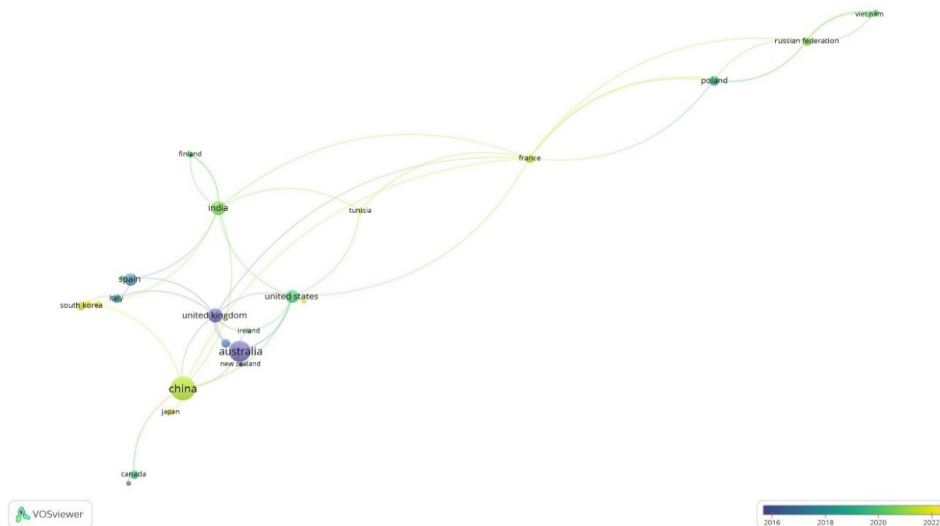 viet nam
russian federation
poland
finland
france
india
tunisia
spain
italy
south korea
united states
united kingdom
ireland
australia
new zealand
china
japan
canada
VOSviewer
2016 2018 2020 2022